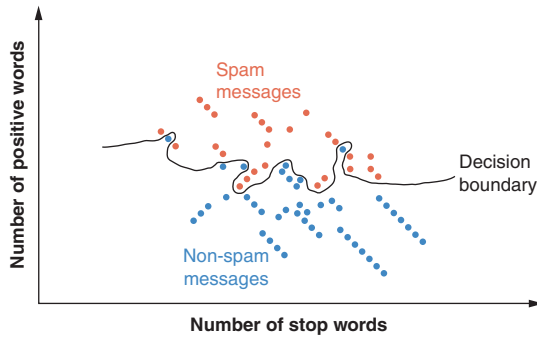 Number of positive words
Spam
messages
Decision
boundary
Non-spam
messages
Number of stop words